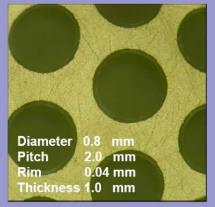 Diameter 0.8 mm
Pitch 2.0 mm
Rim 0.04 mm
Thickness 1.0 mm